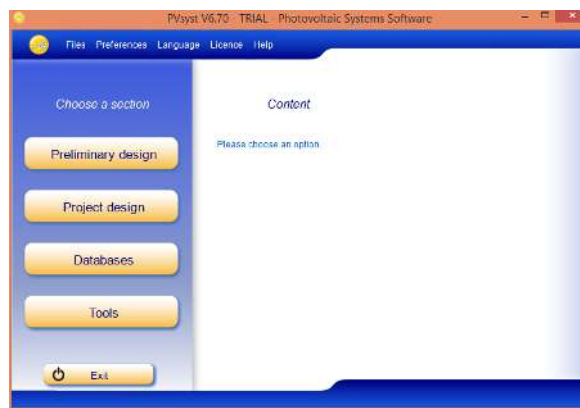 PVsyst V6.70 - TRIAL - Photovoltaic Systems Software
Files Preferences Language Licence Help
Choose a section
Content
Please choose an option
Preliminary design
Project design
Databases
Tools
Exit